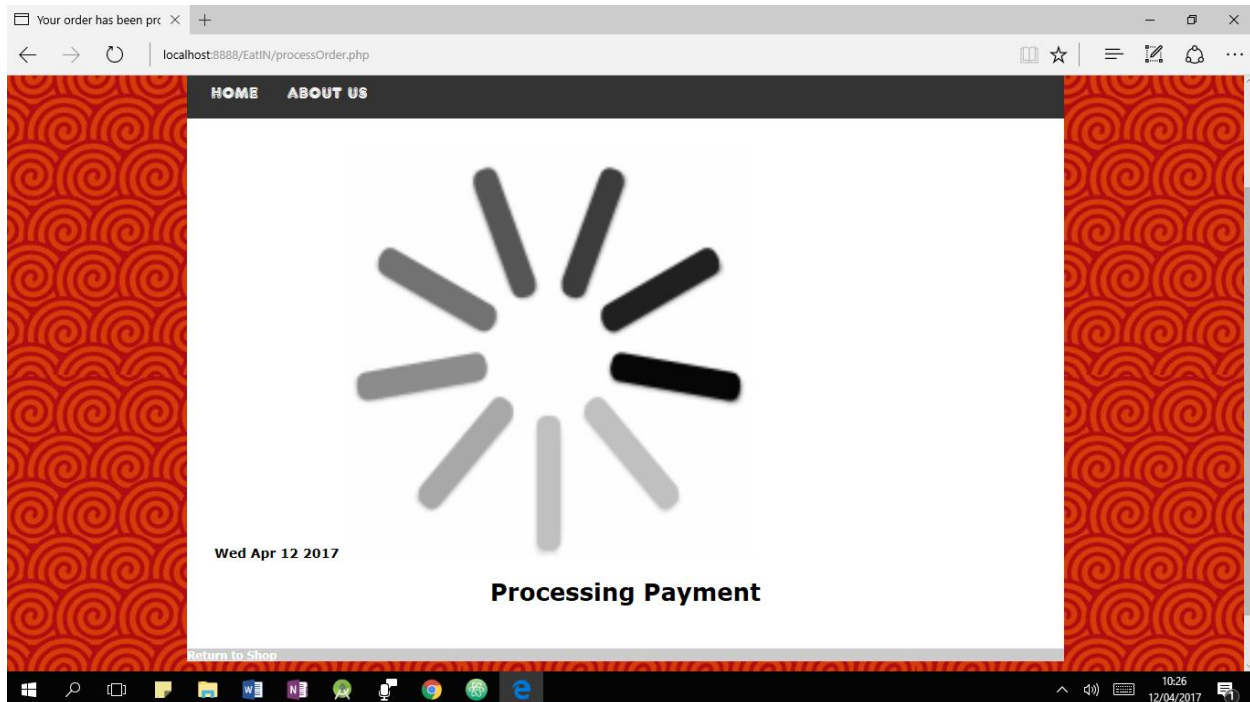 Your order has been prc
localhost:8888/EatIN/processOrder.php
HOME ABOUT US
Wed Apr 12 2017
Processing Payment
Return to Shop
10:26
12/04/2017